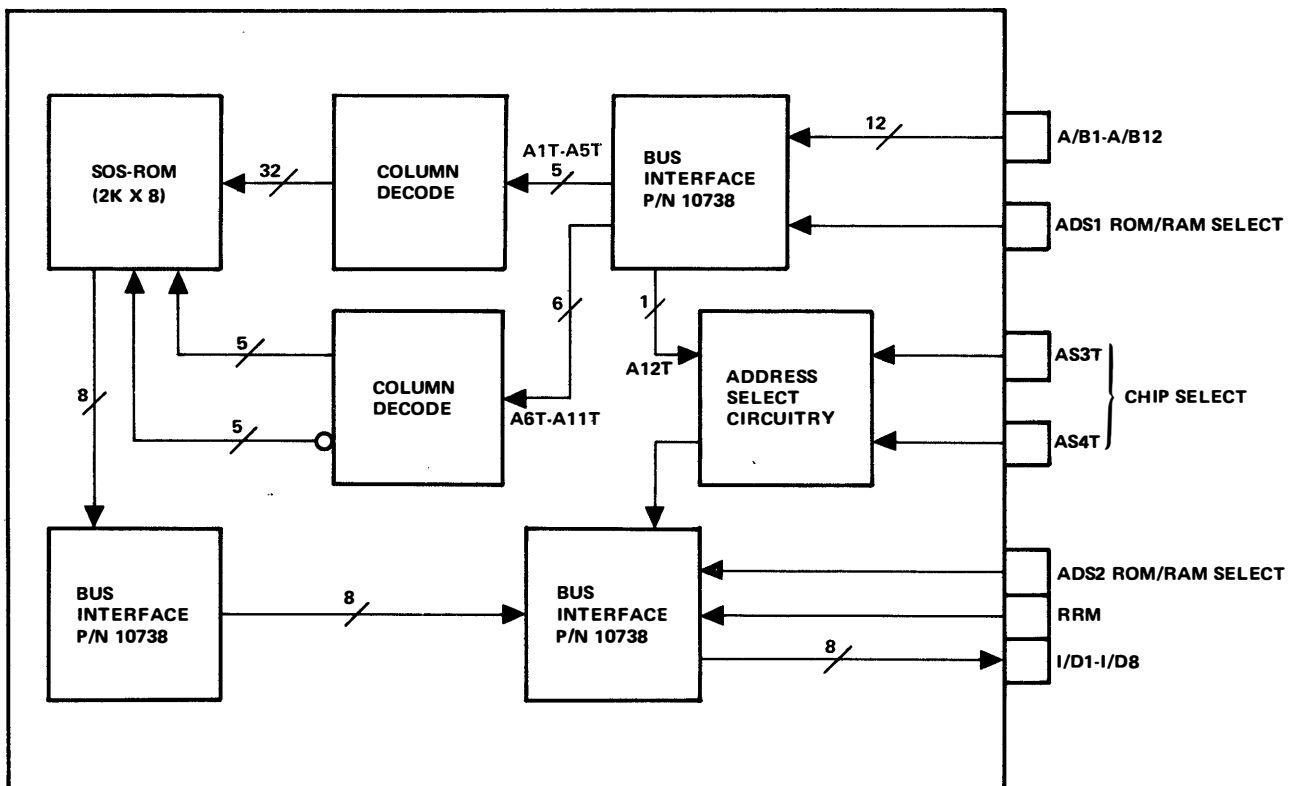 SOS-ROM
(2K X 8)
32
COLUMN
DECODE
A1T-A5T
5
BUS
INTERFACE
P/N 10738
12
A/B1-A/B12
ADS1 ROM/RAM SELECT
6
1
A12T
5
5
8
COLUMN
DECODE
A6T-A11T
ADDRESS
SELECT
CIRCUITRY
AS3T
AS4T
CHIP SELECT
BUS
INTERFACE
P/N 10738
8
BUS
INTERFACE
P/N 10738
8
ADS2 ROM/RAM SELECT
RRM
I/D1-I/D8